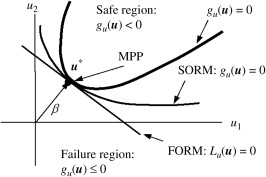 u₂
Safe region:
gᵤ(u) < 0
gᵤ(u) = 0
MPP
u*
SORM: gᵤ(u) = 0
β
u₁
Failure region:
gᵤ(u) ≤ 0
FORM: Lᵤ(u) = 0